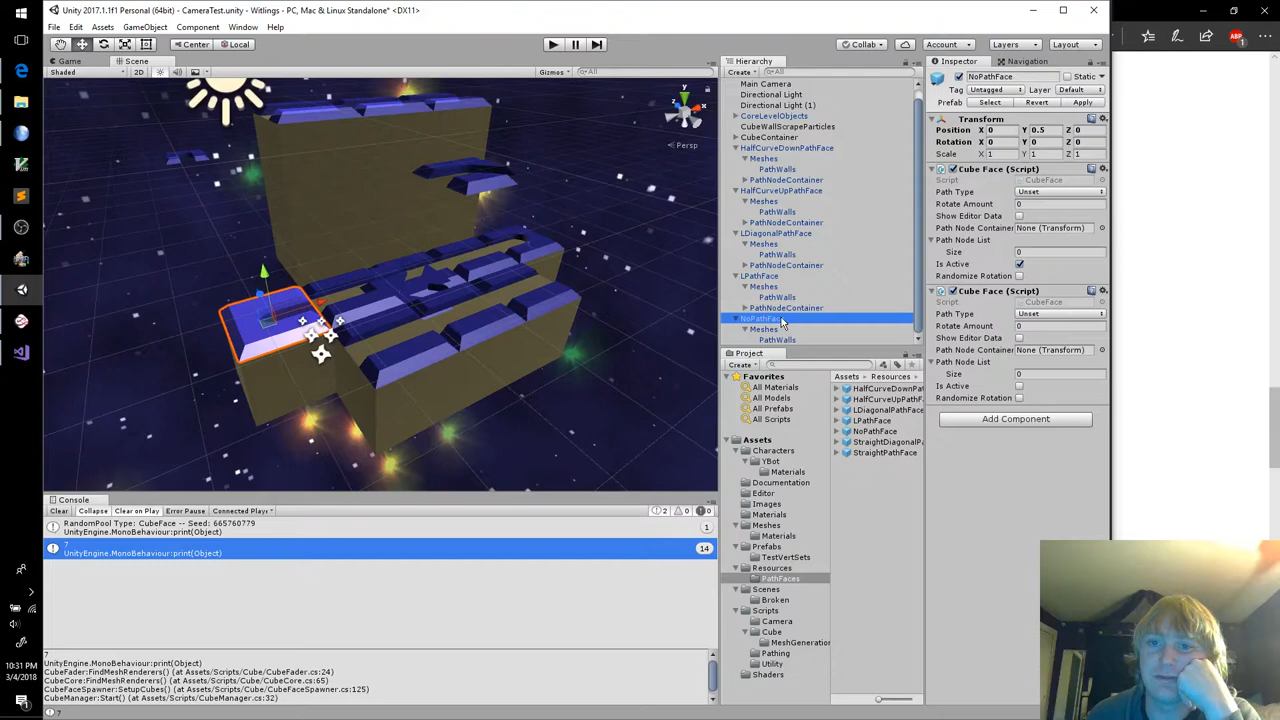 Unity 2017.1.1f1 Personal (64bit) - CameraTest.unity - Witlings - PC, Mac & Linux Standalone* <DX11>
File Edit Assets GameObject Component Window Help
Center Local
Collab Account Layers Layout
Game Scene
Shaded 2D Gizmos All
y
x
Persp
Hierarchy
Create All
Main Camera
Directional Light
Directional Light (1)
CoreLevelObjects
CubeWallScrapeParticles
CubeContainer
HalfCurveDownPathFace
Meshes
PathWalls
PathNodeContainer
HalfCurveUpPathFace
Meshes
PathWalls
PathNodeContainer
LDiagonalPathFace
Meshes
PathWalls
PathNodeContainer
LPathFace
Meshes
PathWalls
PathNodeContainer
NoPathFace
Meshes
PathWalls
Project
Create
Favorites
All Materials
All Models
All Prefabs
All Scripts
Assets
Characters
YBot
Materials
Documentation
Editor
Images
Materials
Meshes
Materials
Prefabs
TestVertSets
Resources
PathFaces
Scenes
Broken
Scripts
Camera
Cube
MeshGeneration
Pathing
Utility
Shaders
Assets Resources
HalfCurveDownPat
HalfCurveUpPathF
LDiagonalPathFace
LPathFace
NoPathFace
StraightDiagonalPa
StraightPathFace
Inspector Navigation
NoPathFace Static
Tag Untagged Layer Default
Prefab Select Revert Apply
Transform
Position X 0 Y 0.5 Z 0
Rotation X 0 Y 0 Z 0
Scale X 1 Y 1 Z 1
Cube Face (Script)
Script CubeFace
Path Type Unset
Rotate Amount 0
Show Editor Data
Path Node Container None (Transform)
Path Node List
Size 0
Is Active
Randomize Rotation
Cube Face (Script)
Script CubeFace
Path Type Unset
Rotate Amount 0
Show Editor Data
Path Node Container None (Transform)
Path Node List
Size 0
Is Active
Randomize Rotation
Add Component
Console
Clear Collapse Clear on Play Error Pause Connected Player 2 0 0
RandomPool Type: CubeFace -- Seed: 665760779
UnityEngine.MonoBehaviour:print(Object) 1
7
UnityEngine.MonoBehaviour:print(Object) 14
7
UnityEngine.MonoBehaviour:print(Object)
CubeFader:FindMeshRenderers() (at Assets/Scripts/Cube/CubeFader.cs:24)
CubeCore:FindMeshRenderers() (at Assets/Scripts/Cube/CubeCore.cs:65)
CubeFaceSpawner:SetupCubes() (at Assets/Scripts/Cube/CubeFaceSpawner.cs:125)
CubeManager:Start() (at Assets/Scripts/Cube/CubeManager.cs:32)
7
10:31 PM
3/4/2018
ABP
1